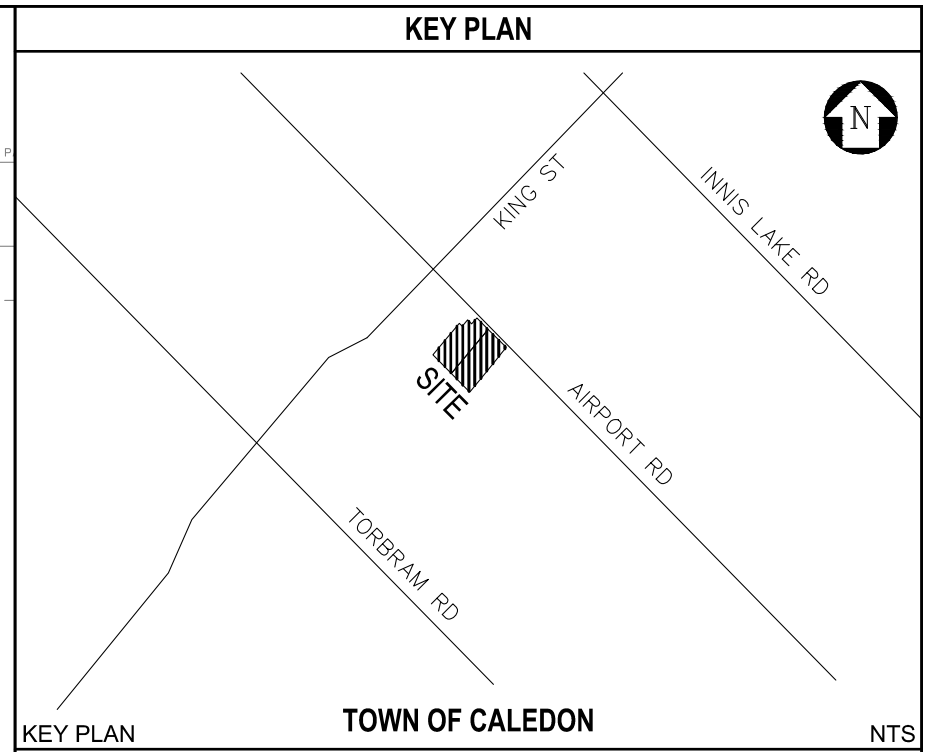 KEY PLAN
N
P
KING ST
INNIS LAKE RD
SITE
AIRPORT RD
TORBRAM RD
TOWN OF CALEDON
KEY PLAN
NTS